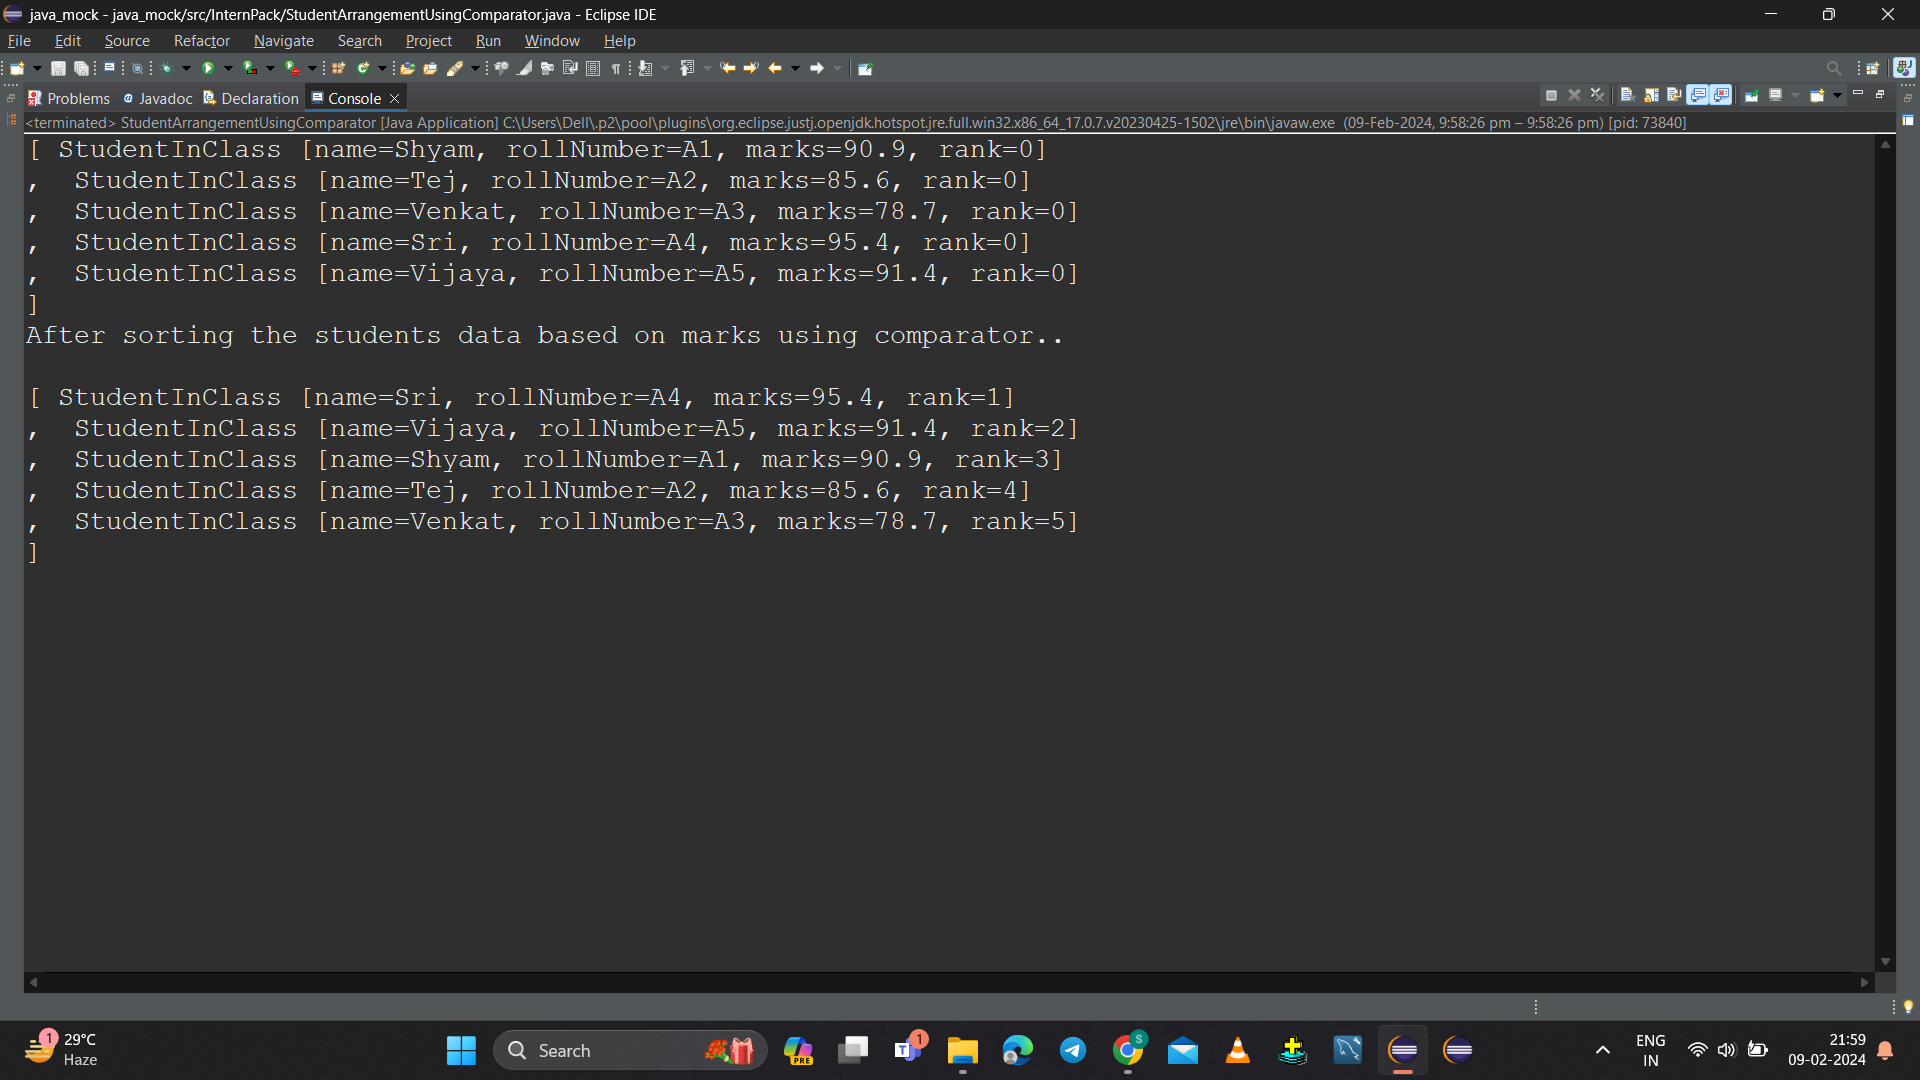 java_mock - java_mock/src/InternPack/StudentArrangementUsingComparator.java - Eclipse IDE
File Edit Source Refactor Navigate Search Project Run Window Help
Problems Javadoc Declaration Console
<terminated> StudentArrangementUsingComparator [Java Application] C:\Users\Dell\.p2\pool\plugins\org.eclipse.justj.openjdk.hotspot.jre.full.win32.x86_64_17.0.7.v20230425-1502\jre\bin\javaw.exe (09-Feb-2024, 9:58:26 pm – 9:58:26 pm) [pid: 73840]
[ StudentInClass [name=Shyam, rollNumber=A1, marks=90.9, rank=0]
, StudentInClass [name=Tej, rollNumber=A2, marks=85.6, rank=0]
, StudentInClass [name=Venkat, rollNumber=A3, marks=78.7, rank=0]
, StudentInClass [name=Sri, rollNumber=A4, marks=95.4, rank=0]
, StudentInClass [name=Vijaya, rollNumber=A5, marks=91.4, rank=0]
]
After sorting the students data based on marks using comparator..
[ StudentInClass [name=Sri, rollNumber=A4, marks=95.4, rank=1]
, StudentInClass [name=Vijaya, rollNumber=A5, marks=91.4, rank=2]
, StudentInClass [name=Shyam, rollNumber=A1, marks=90.9, rank=3]
, StudentInClass [name=Tej, rollNumber=A2, marks=85.6, rank=4]
, StudentInClass [name=Venkat, rollNumber=A3, marks=78.7, rank=5]
]
1 29°C
Haze
Search
PRE
1
S
ENG
IN
21:59
09-02-2024